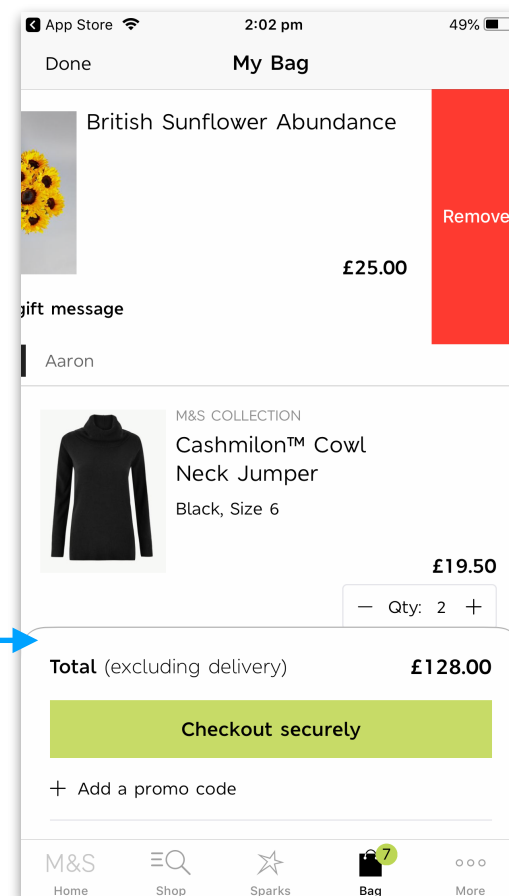 App Store 2:02 pm 49%
Done My Bag
British Sunflower Abundance
Remove
£25.00
gift message
Aaron
M&S COLLECTION
Cashmilon™ Cowl
Neck Jumper
Black, Size 6
£19.50
− Qty: 2 +
Total (excluding delivery) £128.00
Checkout securely
+ Add a promo code
7
M&S
Home Shop Sparks Bag More